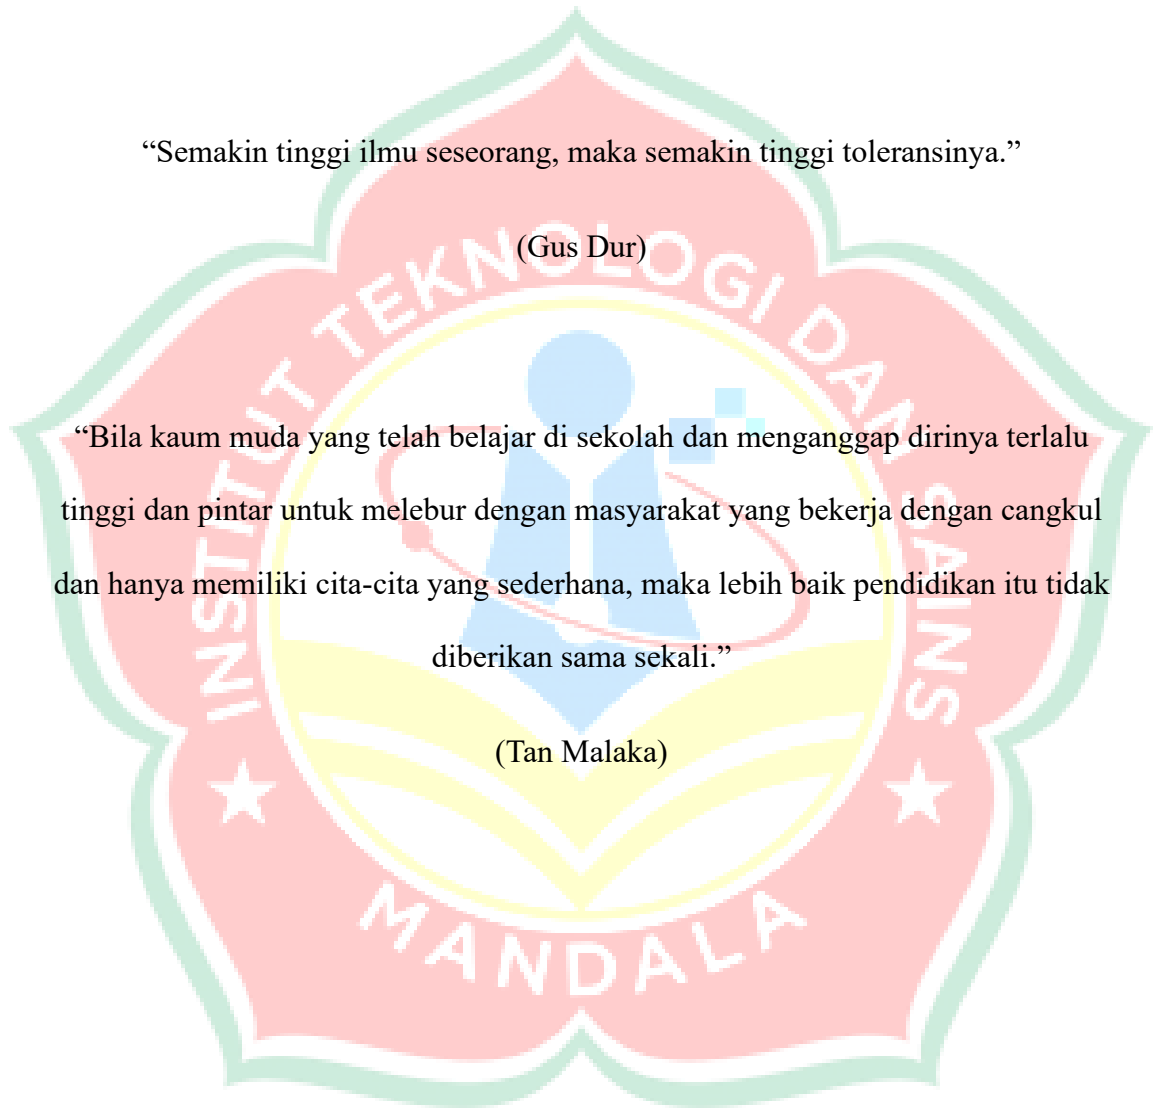 “Semakin tinggi ilmu seseorang, maka semakin tinggi toleransinya.”
(Gus Dur)
INSTITUT TEKNOLOGI DAN SAINS
“Bila kaum muda yang telah belajar di sekolah dan menganggap dirinya terlalu
tinggi dan pintar untuk melebur dengan masyarakat yang bekerja dengan cangkul
dan hanya memiliki cita-cita yang sederhana, maka lebih baik pendidikan itu tidak
diberikan sama sekali.”
(Tan Malaka)
MANDALA